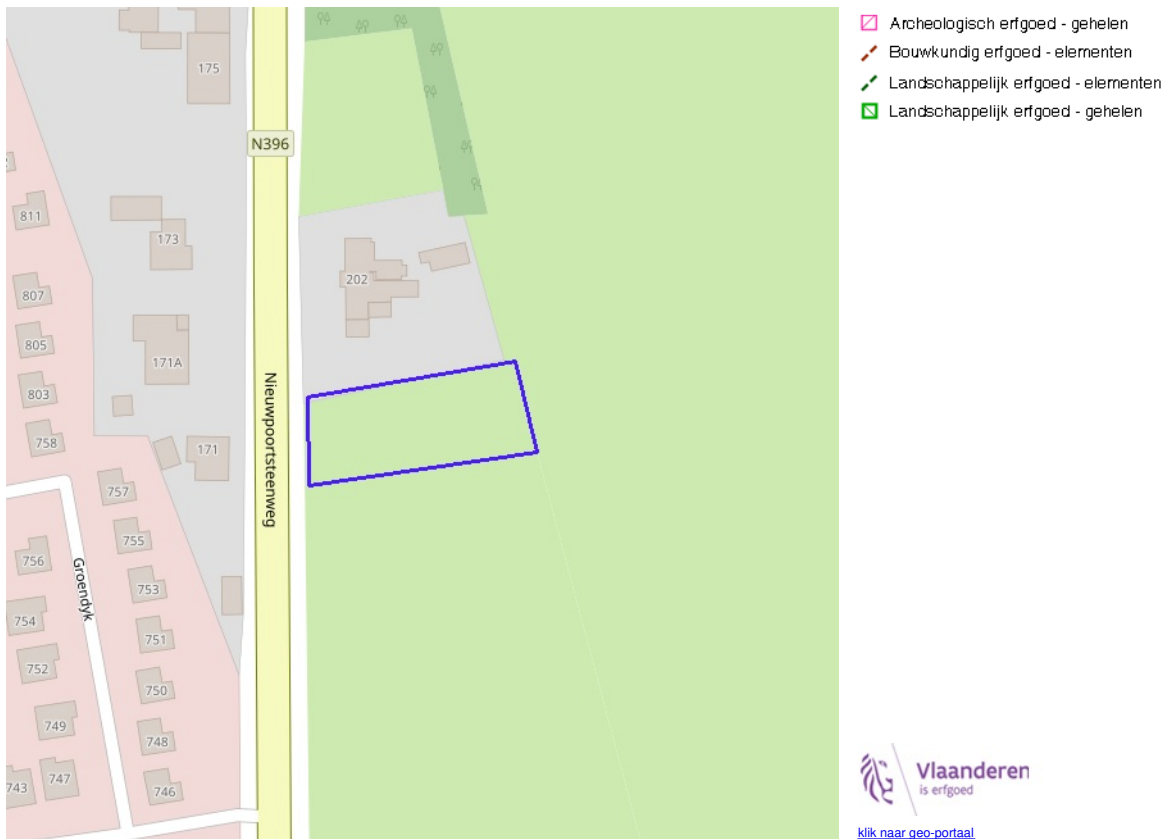 175
N396
811
173
202
807
805
171A
803
758
171
757
Nieuwpoortsteenweg
755
756
Groendyk
753
754
751
752
750
749
748
747
743
746
Archeologisch erfgoed - gehelen
Bouwkundig erfgoed - elementen
Landschappelijk erfgoed - elementen
Landschappelijk erfgoed - gehelen
Vlaanderen
is erfgoed
klik naar geo-portaal